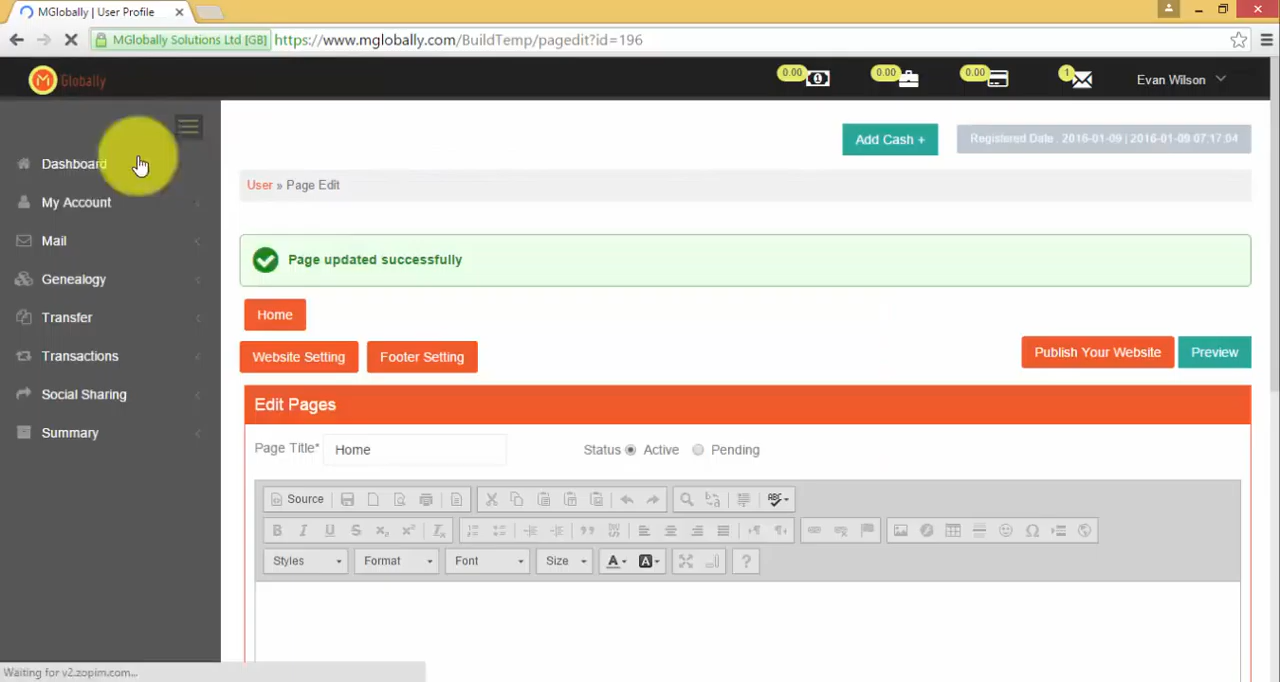 MGlobally | User Profile
MGlobally Solutions Ltd [GB] https://www.mglobally.com/BuildTemp/pagedit?id=196
M Globally
0.00 0.00 0.00 1 Evan Wilson
Add Cash +
Registered Date . 2016-01-09 | 2016-01-09 07:17:04
Dashboard
My Account
Mail
Genealogy
Transfer
Transactions
Social Sharing
Summary
User » Page Edit
Page updated successfully
Home
Website Setting Footer Setting
Publish Your Website Preview
Edit Pages
Page Title* Home Status Active Pending
Source ABC
B I U S x₂ x² Tx
Styles Format Font Size A A ?
Waiting for v2.zopim.com...